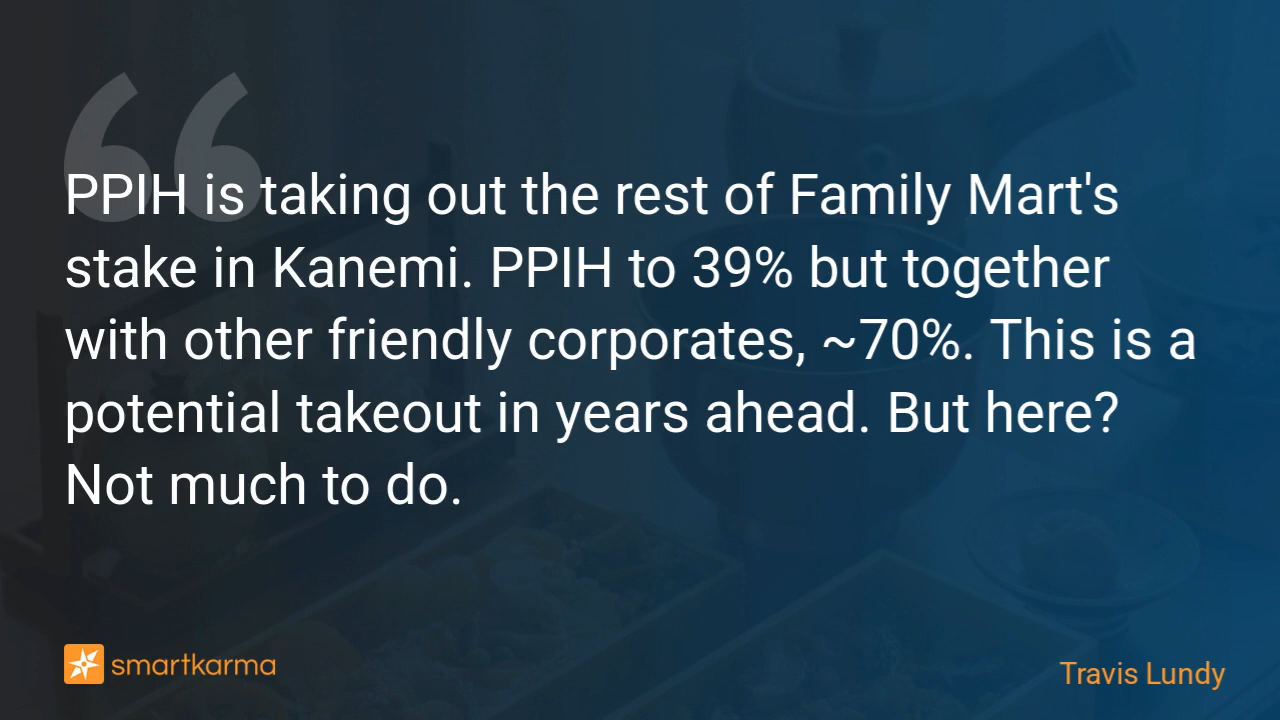 PPIH is taking out the rest of Family Mart's
stake in Kanemi. PPIH to 39% but together
with other friendly corporates, ~70%. This is a
potential takeout in years ahead. But here?
Not much to do.
smartkarma
Travis Lundy